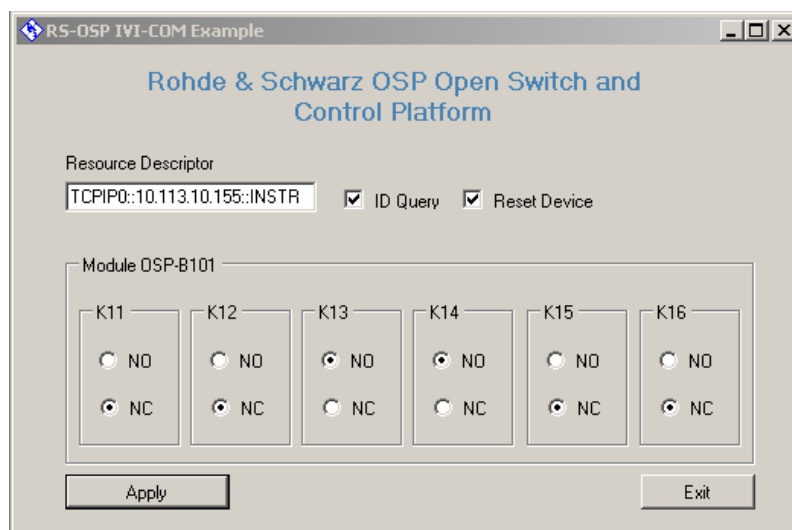 RS-OSP IVI-COM Example
Rohde & Schwarz OSP Open Switch and
Control Platform
Resource Descriptor
TCPIP0::10.113.10.155::INSTR ID Query Reset Device
Module OSP-B101
K11 K12 K13 K14 K15 K16
NO NO NO NO NO NO
NC NC NC NC NC NC
Apply Exit